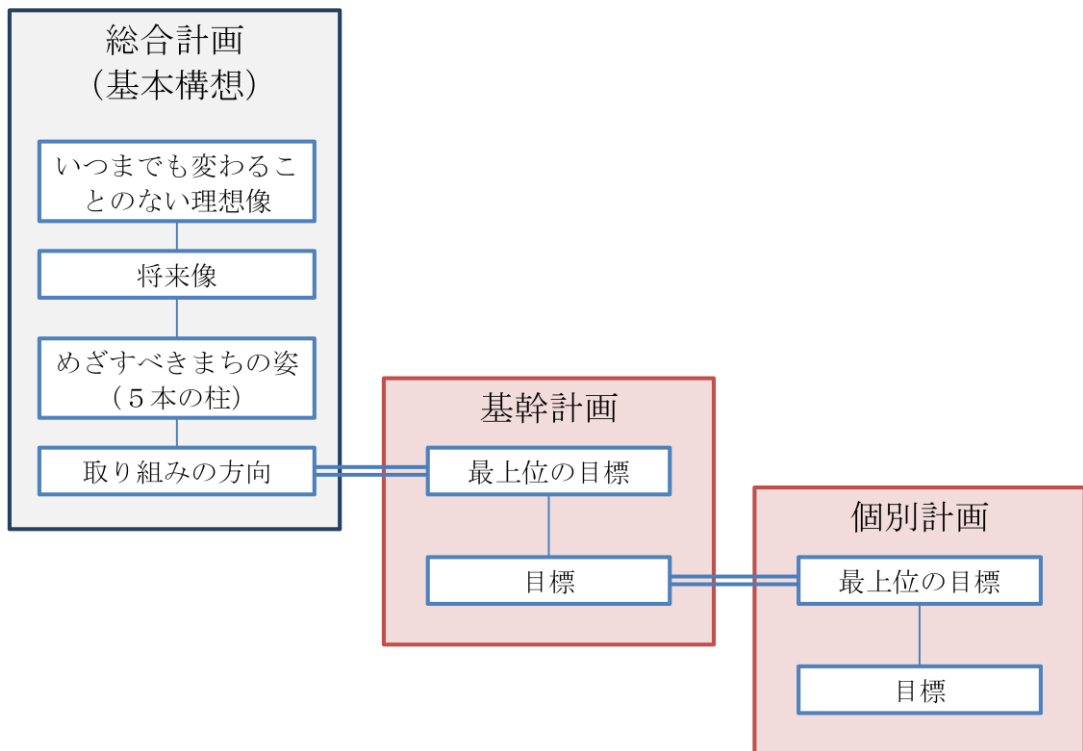 総合計画
（基本構想）
いつまでも変わるこ
とのない理想像
将来像
めざすべきまちの姿
（５本の柱）
取り組みの方向
基幹計画
最上位の目標
目標
個別計画
最上位の目標
目標